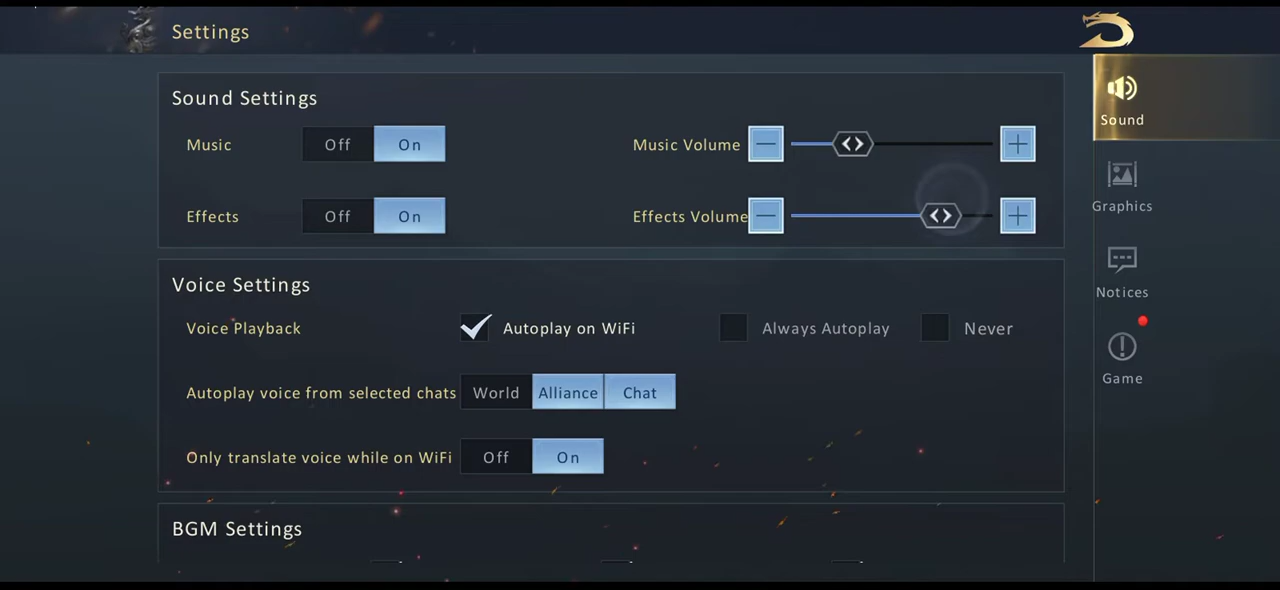 Settings
Sound Settings
Music Off On Music Volume
Effects Off On Effects Volume
Voice Settings
Voice Playback Autoplay on WiFi Always Autoplay Never
Autoplay voice from selected chats World Alliance Chat
Only translate voice while on WiFi Off On
BGM Settings
Sound
Graphics
Notices
Game